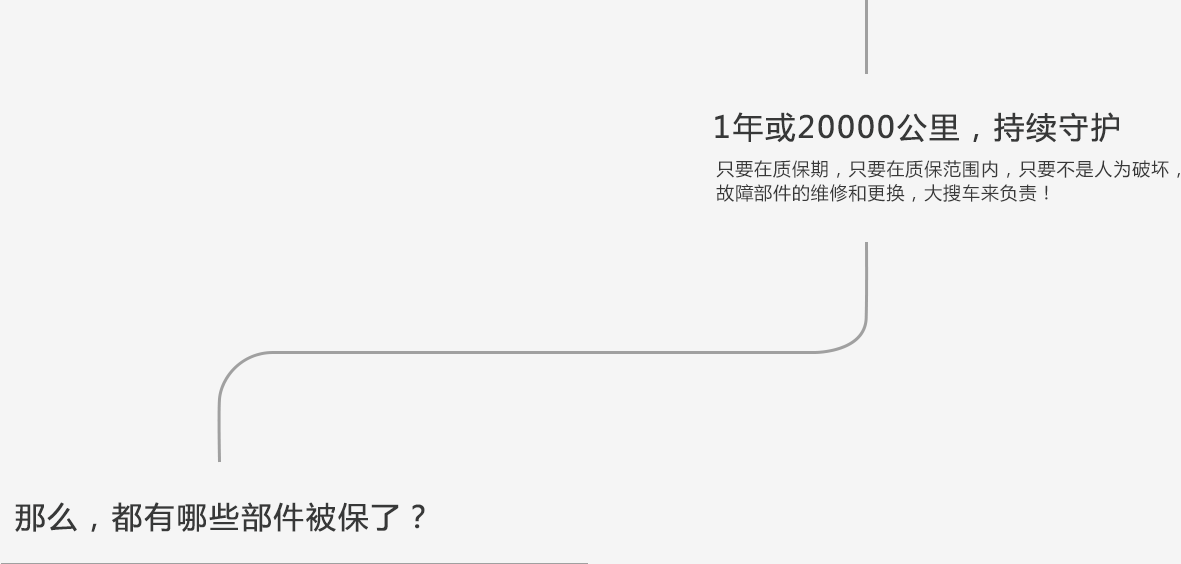 1年或20000公里，持续守护
只要在质保期，只要在质保范围内，只要不是人为破坏，
故障部件的维修和更换，大搜车来负责！
那么，都有哪些部件被保了？